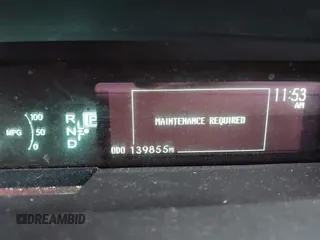 11:53
AM
100
MPG 50
0
R P
N
D
MAINTENANCE REQUIRED
ODO 139855MI
DREAMBID